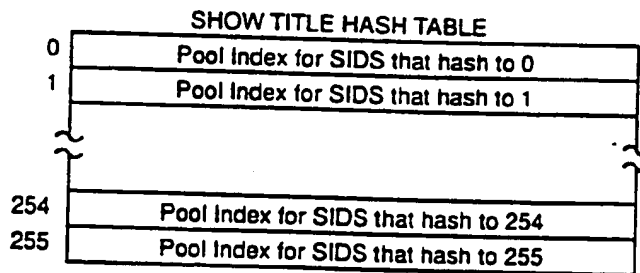 SHOW TITLE HASH TABLE
0 Pool Index for SIDS that hash to 0
1 Pool Index for SIDS that hash to 1
254 Pool Index for SIDS that hash to 254
255 Pool Index for SIDS that hash to 255